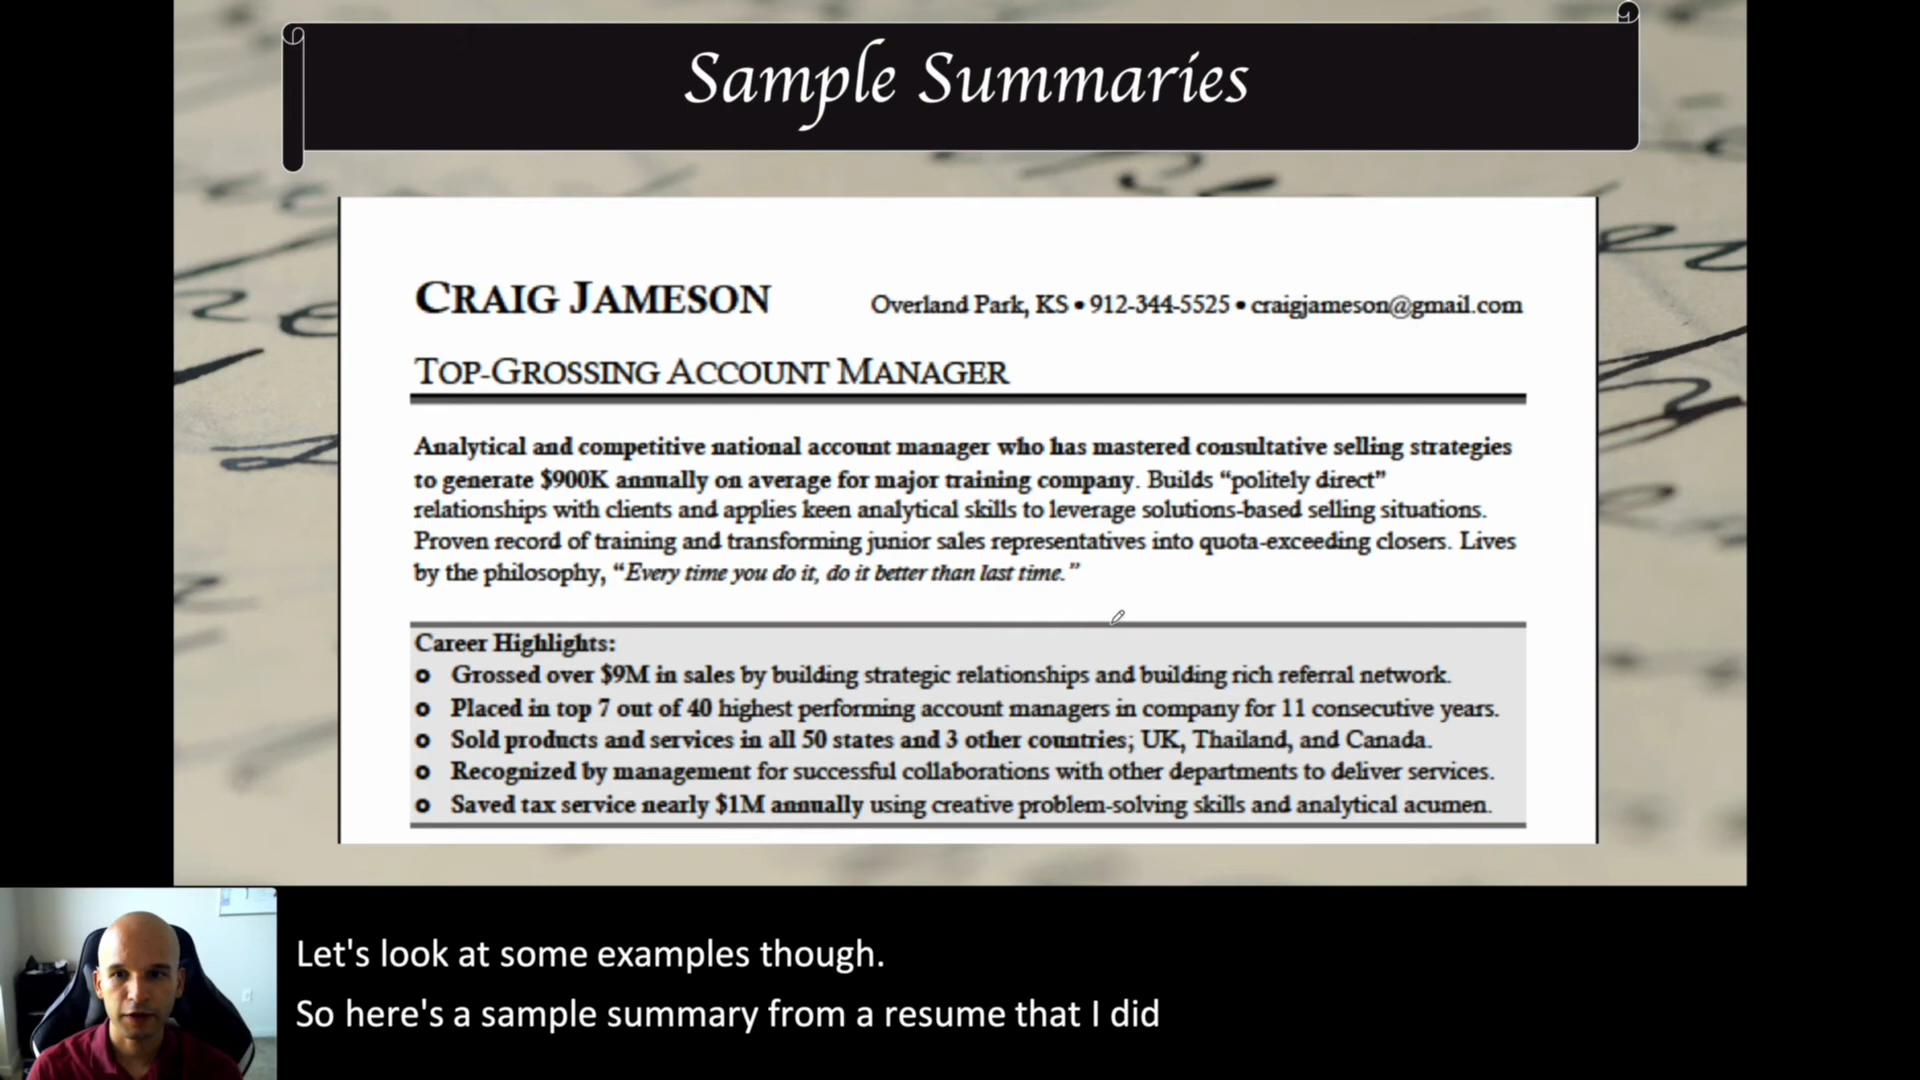 Sample Summaries
CRAIG JAMESON
Overland Park, KS • 912-344-5525 • craigjameson@gmail.com
TOP-GROSSING ACCOUNT MANAGER
Analytical and competitive national account manager who has mastered consultative selling strategies
to generate $900K annually on average for major training company. Builds “politely direct”
relationships with clients and applies keen analytical skills to leverage solutions-based selling situations.
Proven record of training and transforming junior sales representatives into quota-exceeding closers. Lives
by the philosophy, “Every time you do it, do it better than last time.”
Career Highlights:
o Grossed over $9M in sales by building strategic relationships and building rich referral network.
o Placed in top 7 out of 40 highest performing account managers in company for 11 consecutive years.
o Sold products and services in all 50 states and 3 other countries; UK, Thailand, and Canada.
o Recognized by management for successful collaborations with other departments to deliver services.
o Saved tax service nearly $1M annually using creative problem-solving skills and analytical acumen.
Let's look at some examples though.
So here's a sample summary from a resume that I did